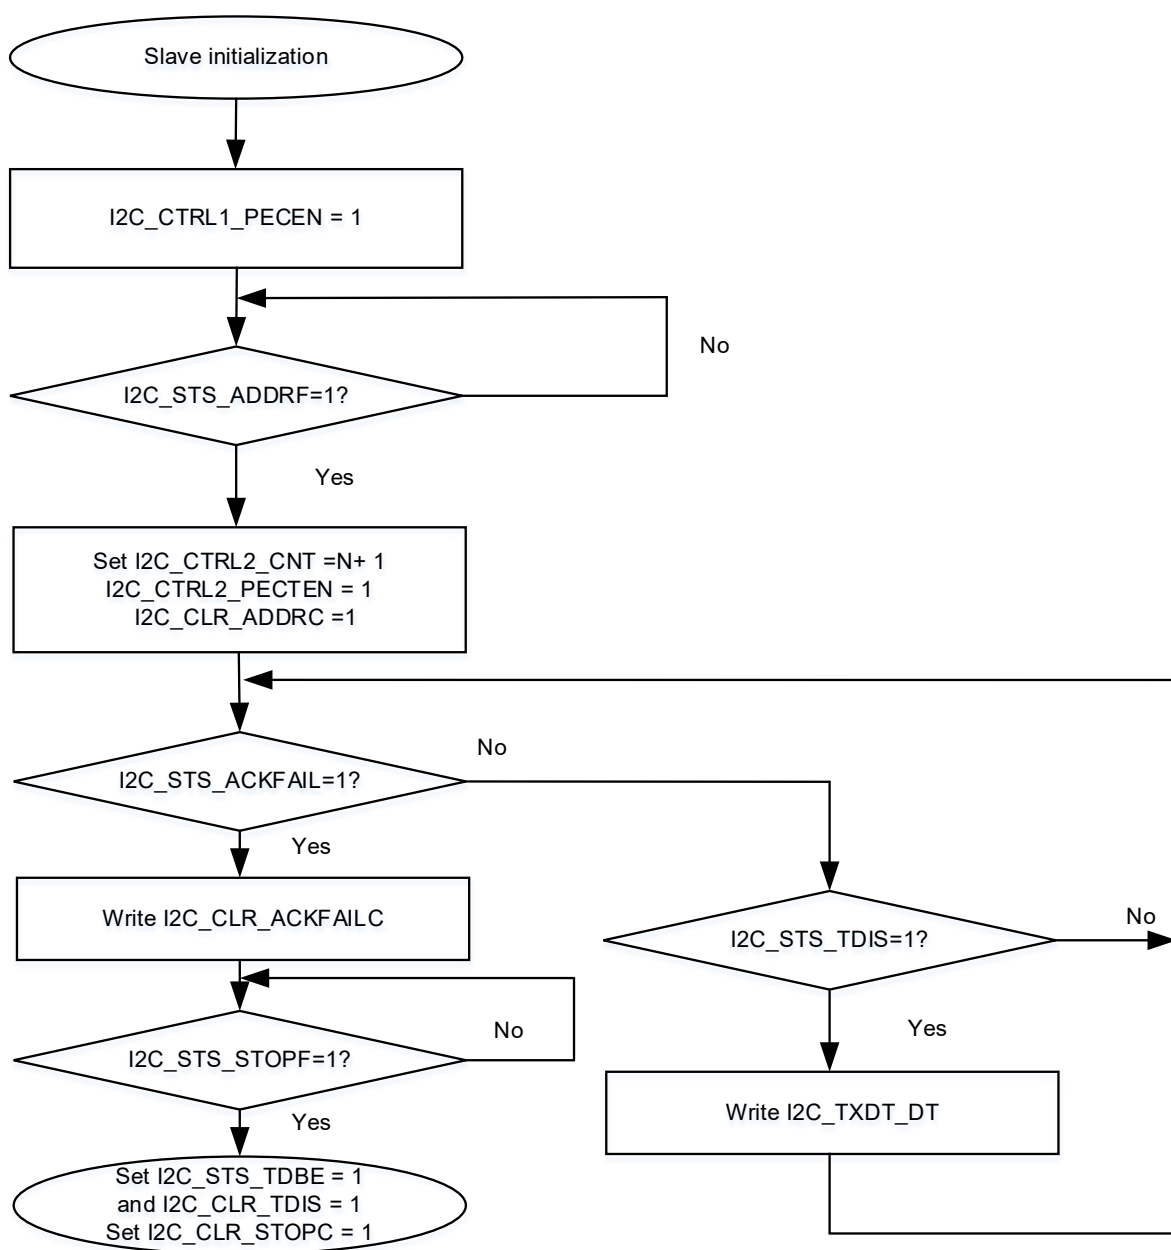 Slave initialization
I2C_CTRL1_PECEN = 1
No
I2C_STS_ADDRF=1?
Yes
Set I2C_CTRL2_CNT =N+ 1
I2C_CTRL2_PECTEN = 1
I2C_CLR_ADDRC =1
No
I2C_STS_ACKFAIL=1?
Yes
Write I2C_CLR_ACKFAILC
No
I2C_STS_TDIS=1?
No
I2C_STS_STOPF=1?
Yes
Write I2C_TXDT_DT
Yes
Set I2C_STS_TDBE = 1
and I2C_CLR_TDIS = 1
Set I2C_CLR_STOPC = 1